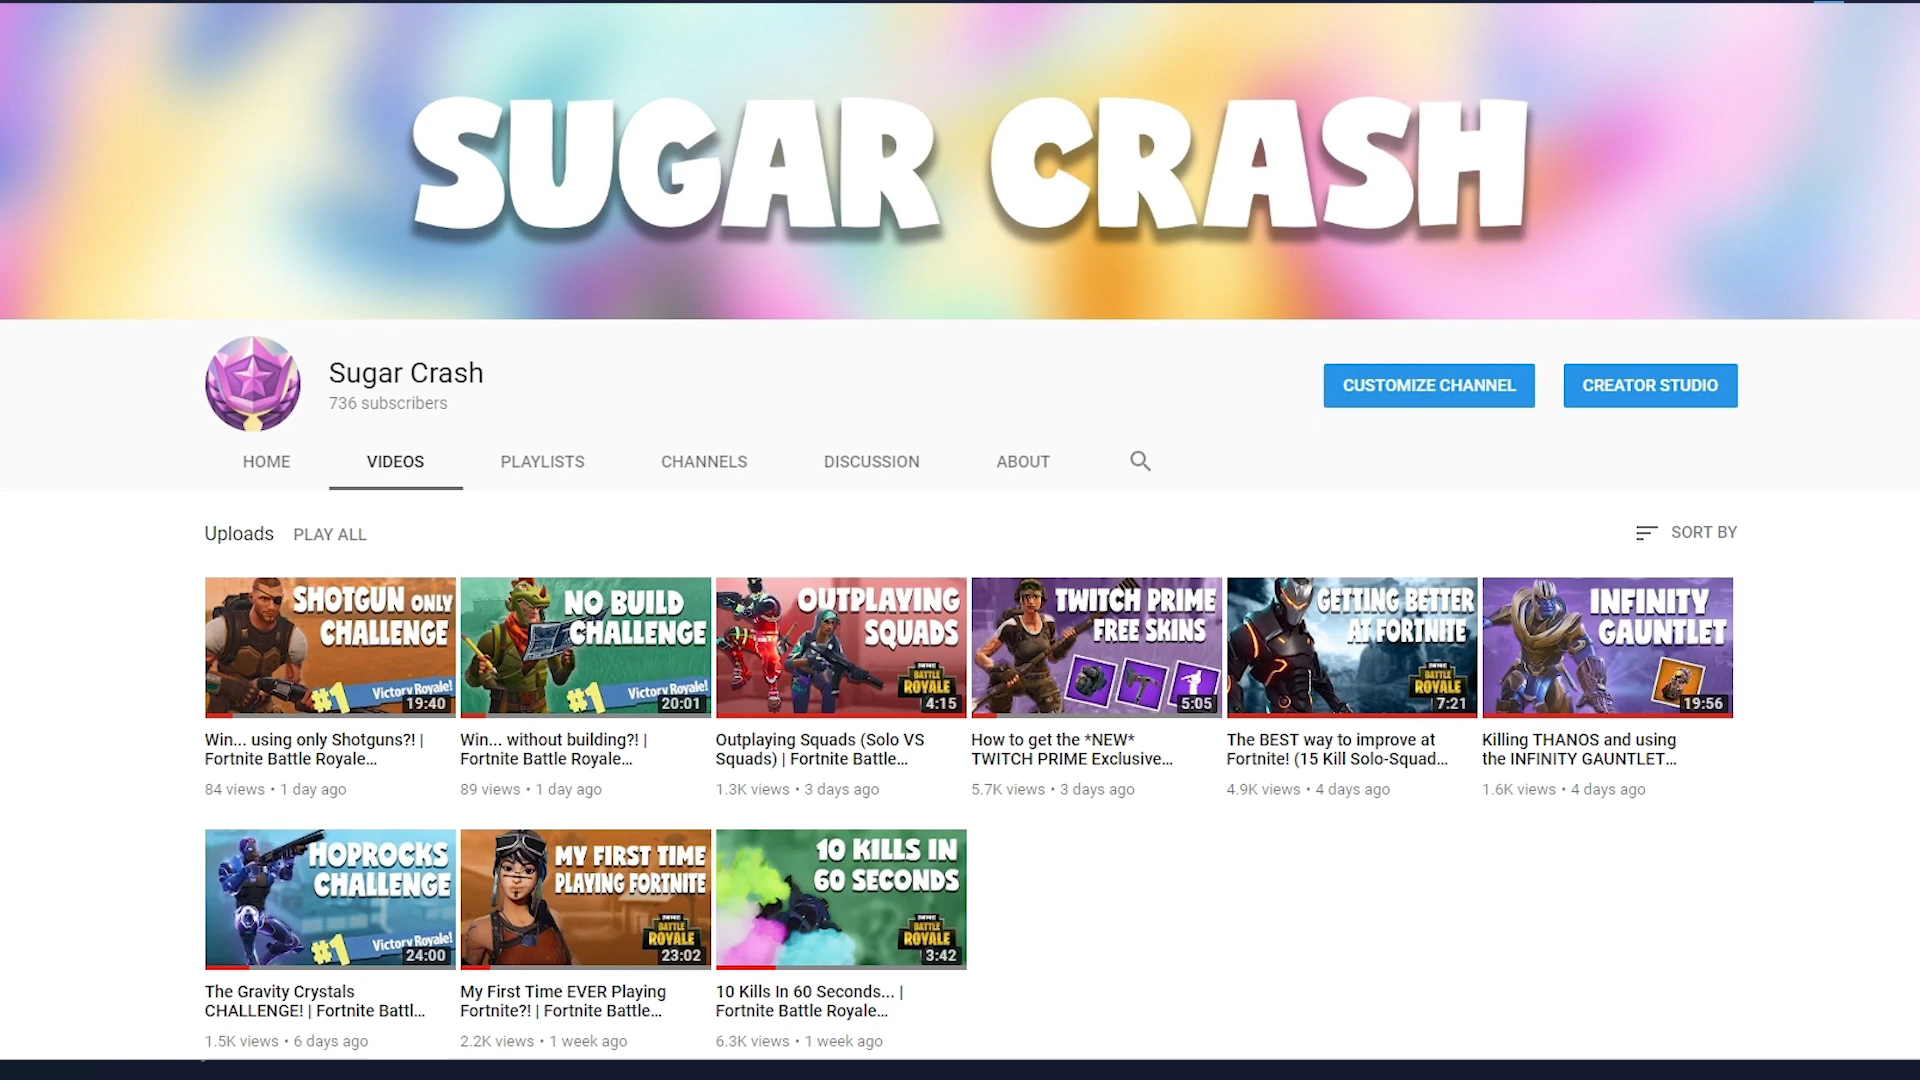 SUGAR CRASH
Sugar Crash
736 subscribers
CUSTOMIZE CHANNEL
CREATOR STUDIO
HOME
VIDEOS
PLAYLISTS
CHANNELS
DISCUSSION
ABOUT
Uploads
PLAY ALL
SORT BY
SHOTGUN ONLY
CHALLENGE
#1 Victory Royale!
19:40
Win... using only Shotguns?! |
Fortnite Battle Royale...
84 views • 1 day ago
NO BUILD
CHALLENGE
#1 Victory Royale!
20:01
Win... without building?! |
Fortnite Battle Royale...
89 views • 1 day ago
OUTPLAYING
SQUADS
FORTNITE
BATTLE
ROYALE
4:15
Outplaying Squads (Solo VS
Squads) | Fortnite Battle...
1.3K views • 3 days ago
TWITCH PRIME
FREE SKINS
5:05
How to get the *NEW*
TWITCH PRIME Exclusive...
5.7K views • 3 days ago
GETTING BETTER
AT FORTNITE
FORTNITE
BATTLE
ROYALE
7:21
The BEST way to improve at
Fortnite! (15 Kill Solo-Squad...
4.9K views • 4 days ago
INFINITY
GAUNTLET
19:56
Killing THANOS and using
the INFINITY GAUNTLET...
1.6K views • 4 days ago
HOPROCKS
CHALLENGE
#1 Victory Royale!
24:00
The Gravity Crystals
CHALLENGE! | Fortnite Battl...
1.5K views • 6 days ago
MY FIRST TIME
PLAYING FORTNITE
FORTNITE
BATTLE
ROYALE
23:02
My First Time EVER Playing
Fortnite?! | Fortnite Battle...
2.2K views • 1 week ago
10 KILLS IN
60 SECONDS
FORTNITE
BATTLE
ROYALE
3:42
10 Kills In 60 Seconds... |
Fortnite Battle Royale...
6.3K views • 1 week ago